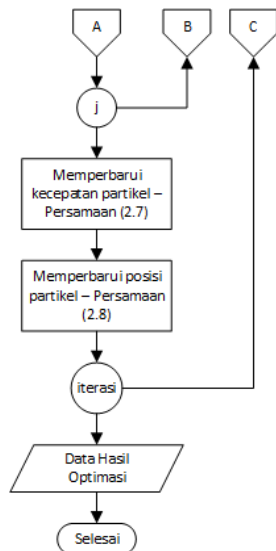 A
B
C
j
Memperbarui
kecepatan partikel –
Persamaan (2.7)
Memperbarui posisi
partikel – Persamaan
(2.8)
iterasi
Data Hasil
Optimasi
Selesai